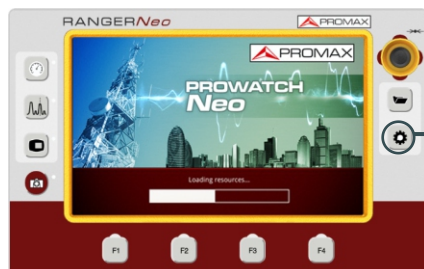 RANGERNeo
PROMAX
PROMAX
PROWATCH
Neo
Loading resources...
F1
F2
F3
F4